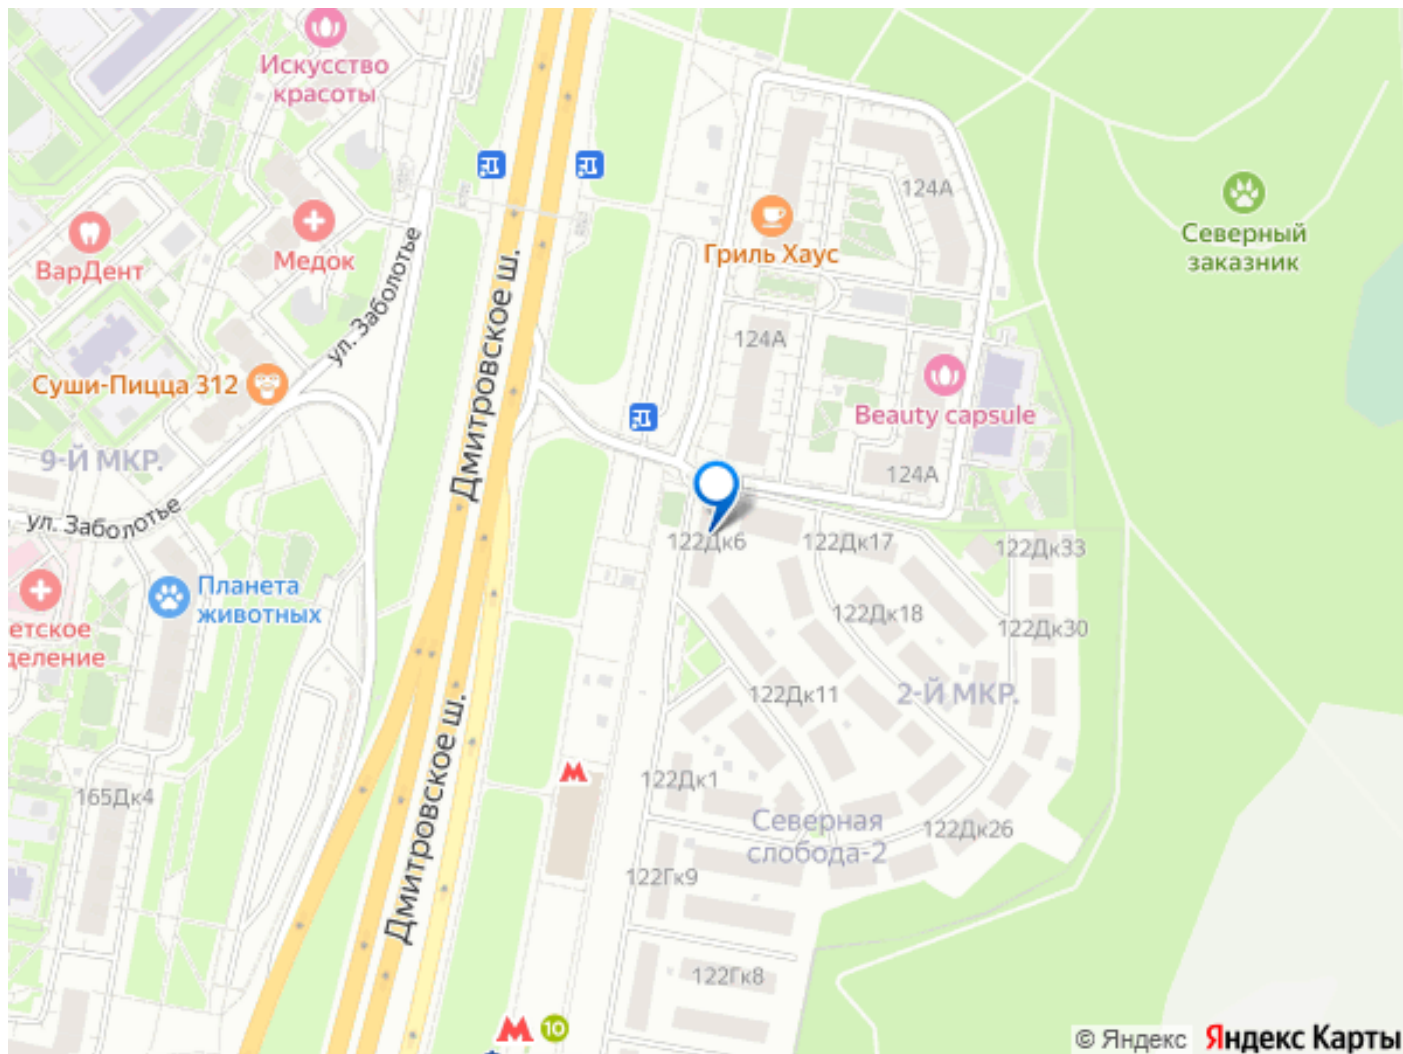 Искусство
красоты
124А
Северный
заказник
ВарДент
Медок
Гриль Хаус
ул. Заболотье
Дмитровское ш.
124А
Суши-Пицца 312
Beauty capsule
9-Й МКР.
124А
ул. Заболотье
122Дк6
122Дк17
122Дк33
Планета
животных
етское
деление
122Дк18
122Дк30
122Дк11
2-Й МКР.
Дмитровское ш.
122Дк1
165Дк4
Северная
слобода-2
122Дк26
122Гк9
122Гк8
10
© Яндекс Яндекс Карты